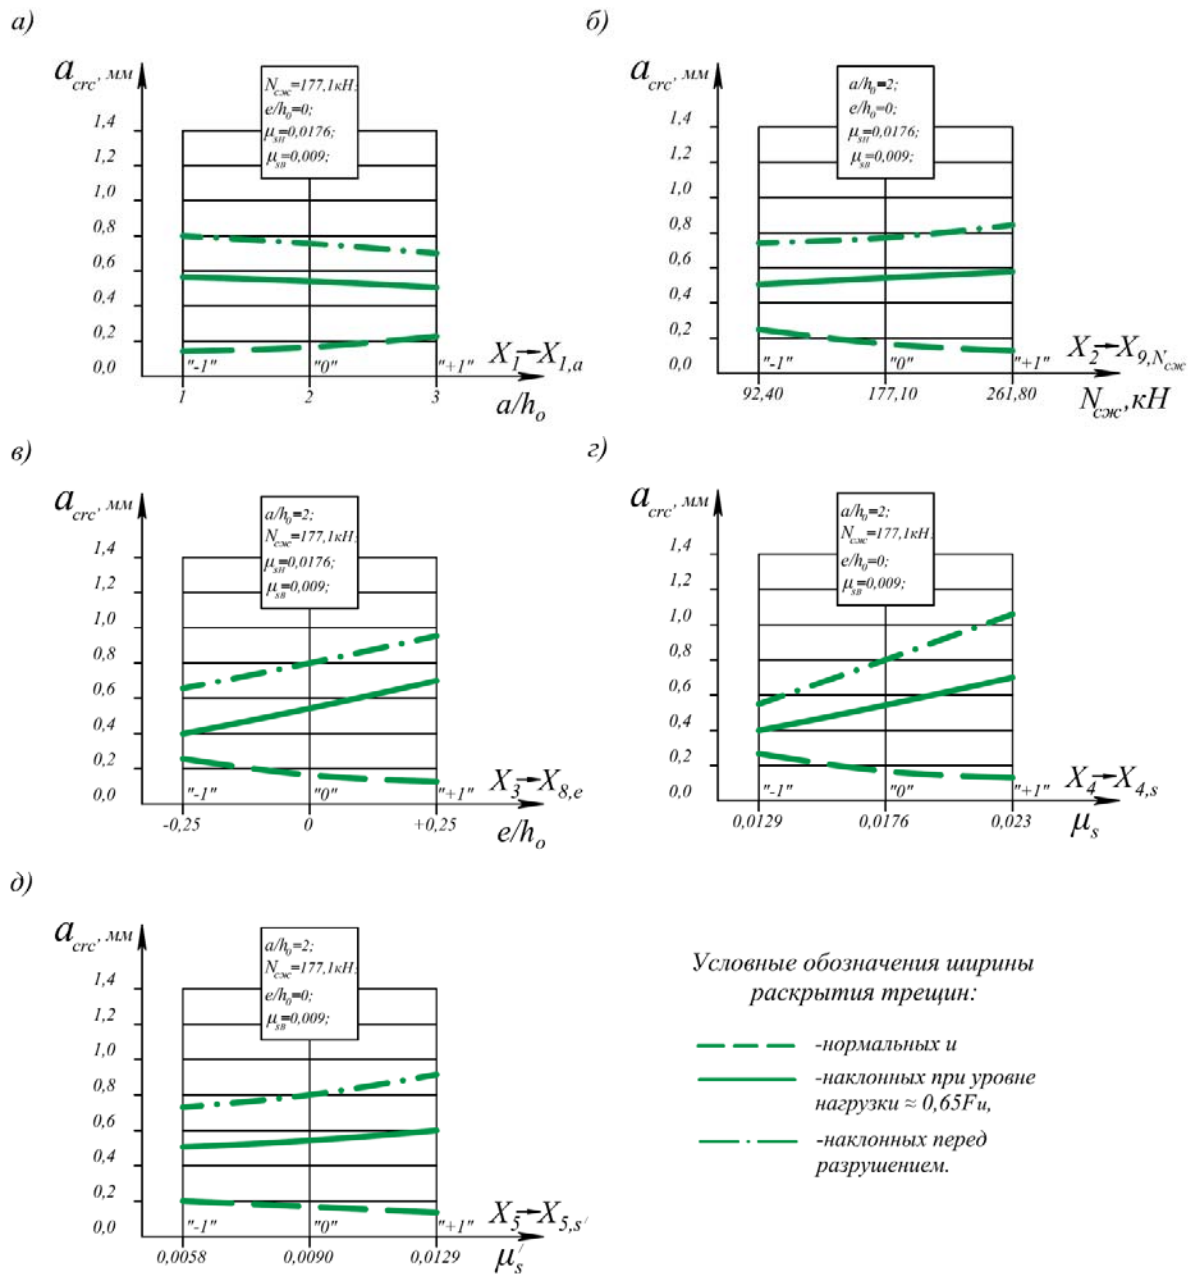 а)
a_crc, мм
N_сж=177,1кН;
e/h_0=0;
μ_sН=0,0176;
μ_sВ=0,009;
1,4
1,2
1,0
0,8
0,6
0,4
0,2
0,0
"-1"
"0"
"+1"
X_1→X_1,a
1
2
3
a/h_o
б)
a_crc, мм
a/h_0=2;
e/h_0=0;
μ_sН=0,0176;
μ_sВ=0,009;
1,4
1,2
1,0
0,8
0,6
0,4
0,2
0,0
"-1"
"0"
"+1"
X_2→X_9,N_сж
92,40
177,10
261,80
N_сж, кН
в)
a_crc, мм
a/h_0=2;
N_сж=177,1кН;
μ_sН=0,0176;
μ_sВ=0,009;
1,4
1,2
1,0
0,8
0,6
0,4
0,2
0,0
"-1"
"0"
"+1"
X_3→X_8,e
-0,25
0
+0,25
e/h_o
г)
a_crc, мм
a/h_0=2;
N_сж=177,1кН;
e/h_0=0;
μ_sВ=0,009;
1,4
1,2
1,0
0,8
0,6
0,4
0,2
0,0
"-1"
"0"
"+1"
X_4→X_4,s
0,0129
0,0176
0,023
μ_s
д)
a_crc, мм
a/h_0=2;
N_сж=177,1кН;
e/h_0=0;
μ_sВ=0,009;
1,4
1,2
1,0
0,8
0,6
0,4
0,2
0,0
"-1"
"0"
"+1"
X_5→X_5,s'
0,0058
0,0090
0,0129
μ_s'
Условные обозначения ширины
раскрытия трещин:
-нормальных и
-наклонных при уровне
нагрузки ≈ 0,65Fu,
-наклонных перед
разрушением.